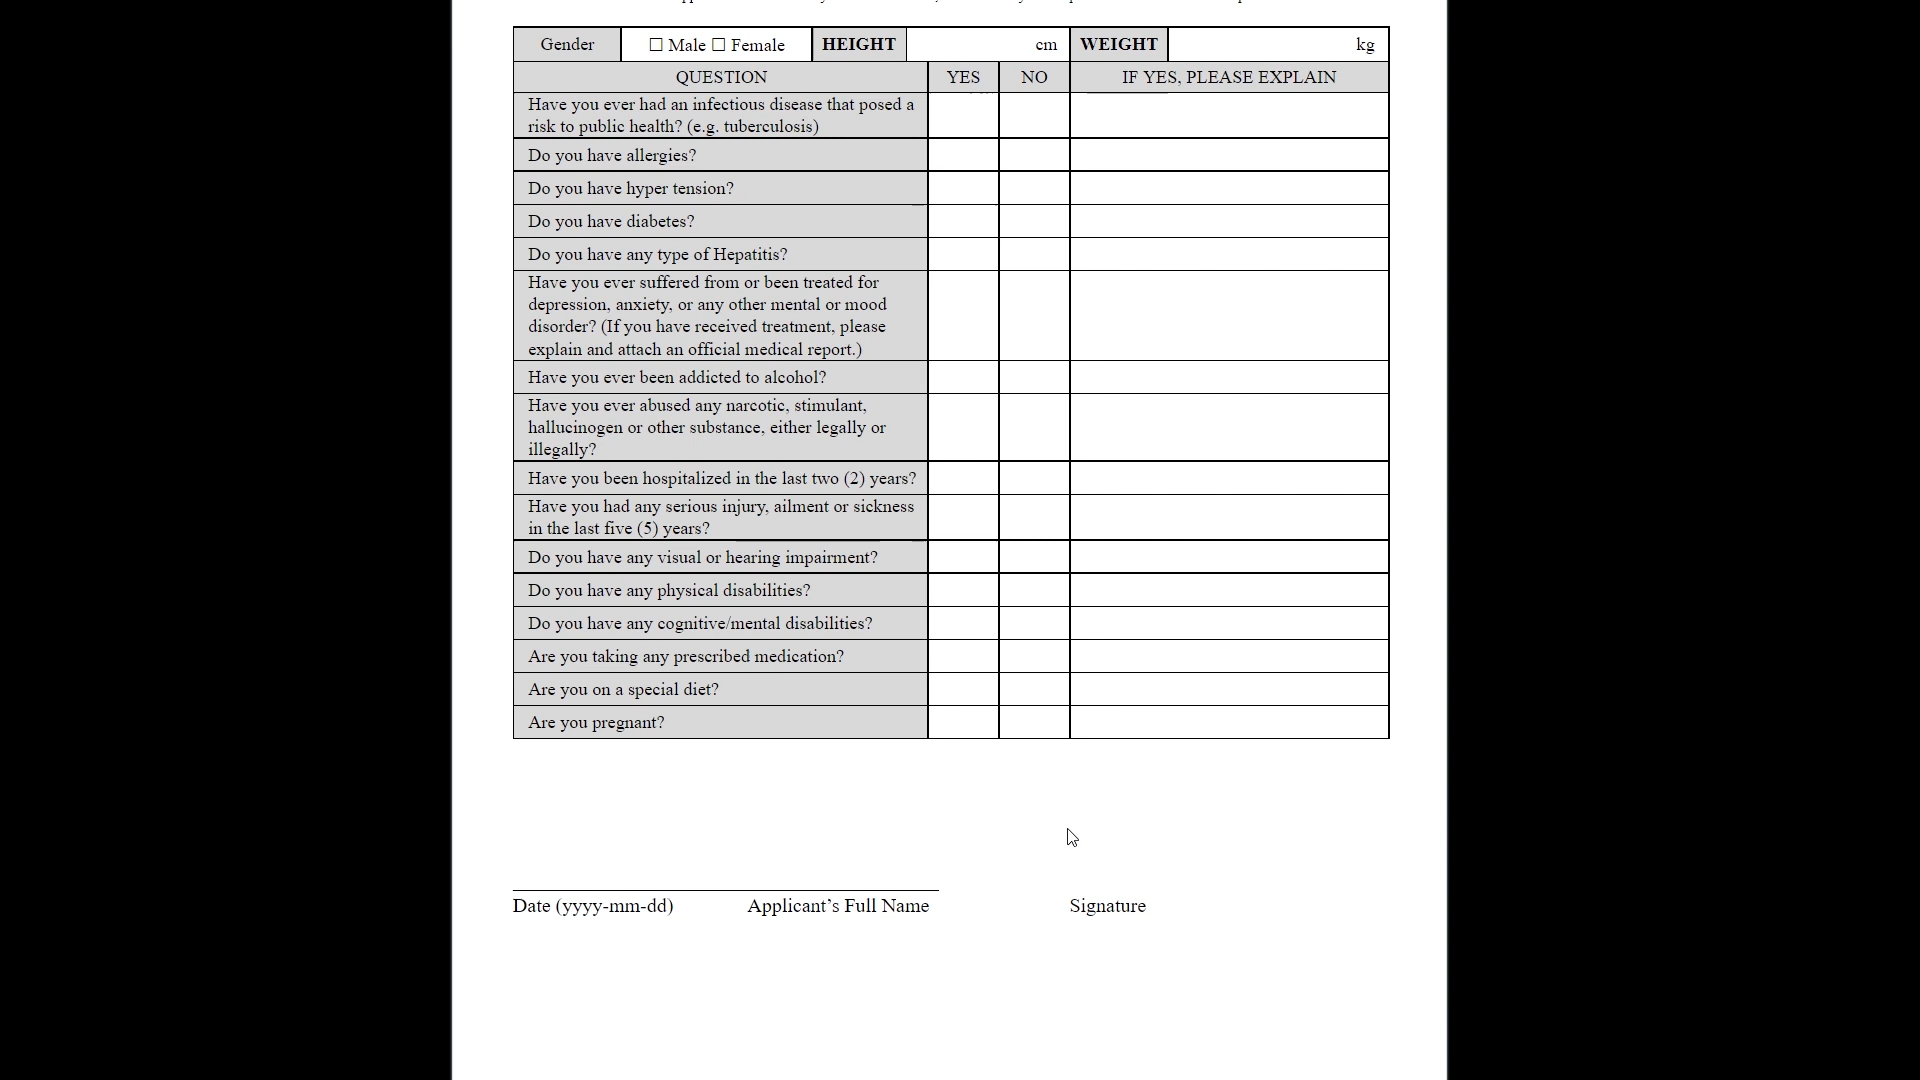 Gender ☐ Male ☐ Female HEIGHT cm WEIGHT kg
QUESTION YES NO IF YES, PLEASE EXPLAIN
Have you ever had an infectious disease that posed a
risk to public health? (e.g. tuberculosis)
Do you have allergies?
Do you have hyper tension?
Do you have diabetes?
Do you have any type of Hepatitis?
Have you ever suffered from or been treated for
depression, anxiety, or any other mental or mood
disorder? (If you have received treatment, please
explain and attach an official medical report.)
Have you ever been addicted to alcohol?
Have you ever abused any narcotic, stimulant,
hallucinogen or other substance, either legally or
illegally?
Have you been hospitalized in the last two (2) years?
Have you had any serious injury, ailment or sickness
in the last five (5) years?
Do you have any visual or hearing impairment?
Do you have any physical disabilities?
Do you have any cognitive/mental disabilities?
Are you taking any prescribed medication?
Are you on a special diet?
Are you pregnant?
Date (yyyy-mm-dd) Applicant’s Full Name Signature